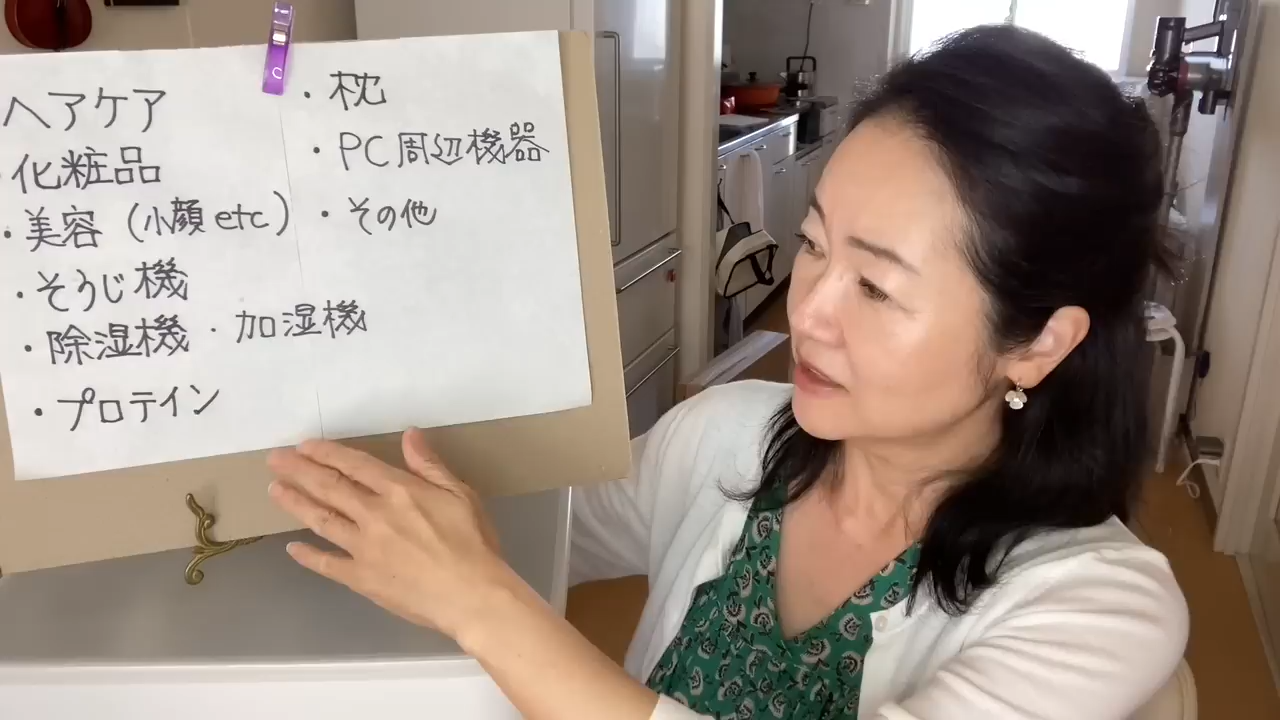 ヘアケア
化粧品
・美容（小顔etc）
・そうじ機
・除湿機・加湿機
・プロテイン
・枕
・PC周辺機器
・その他